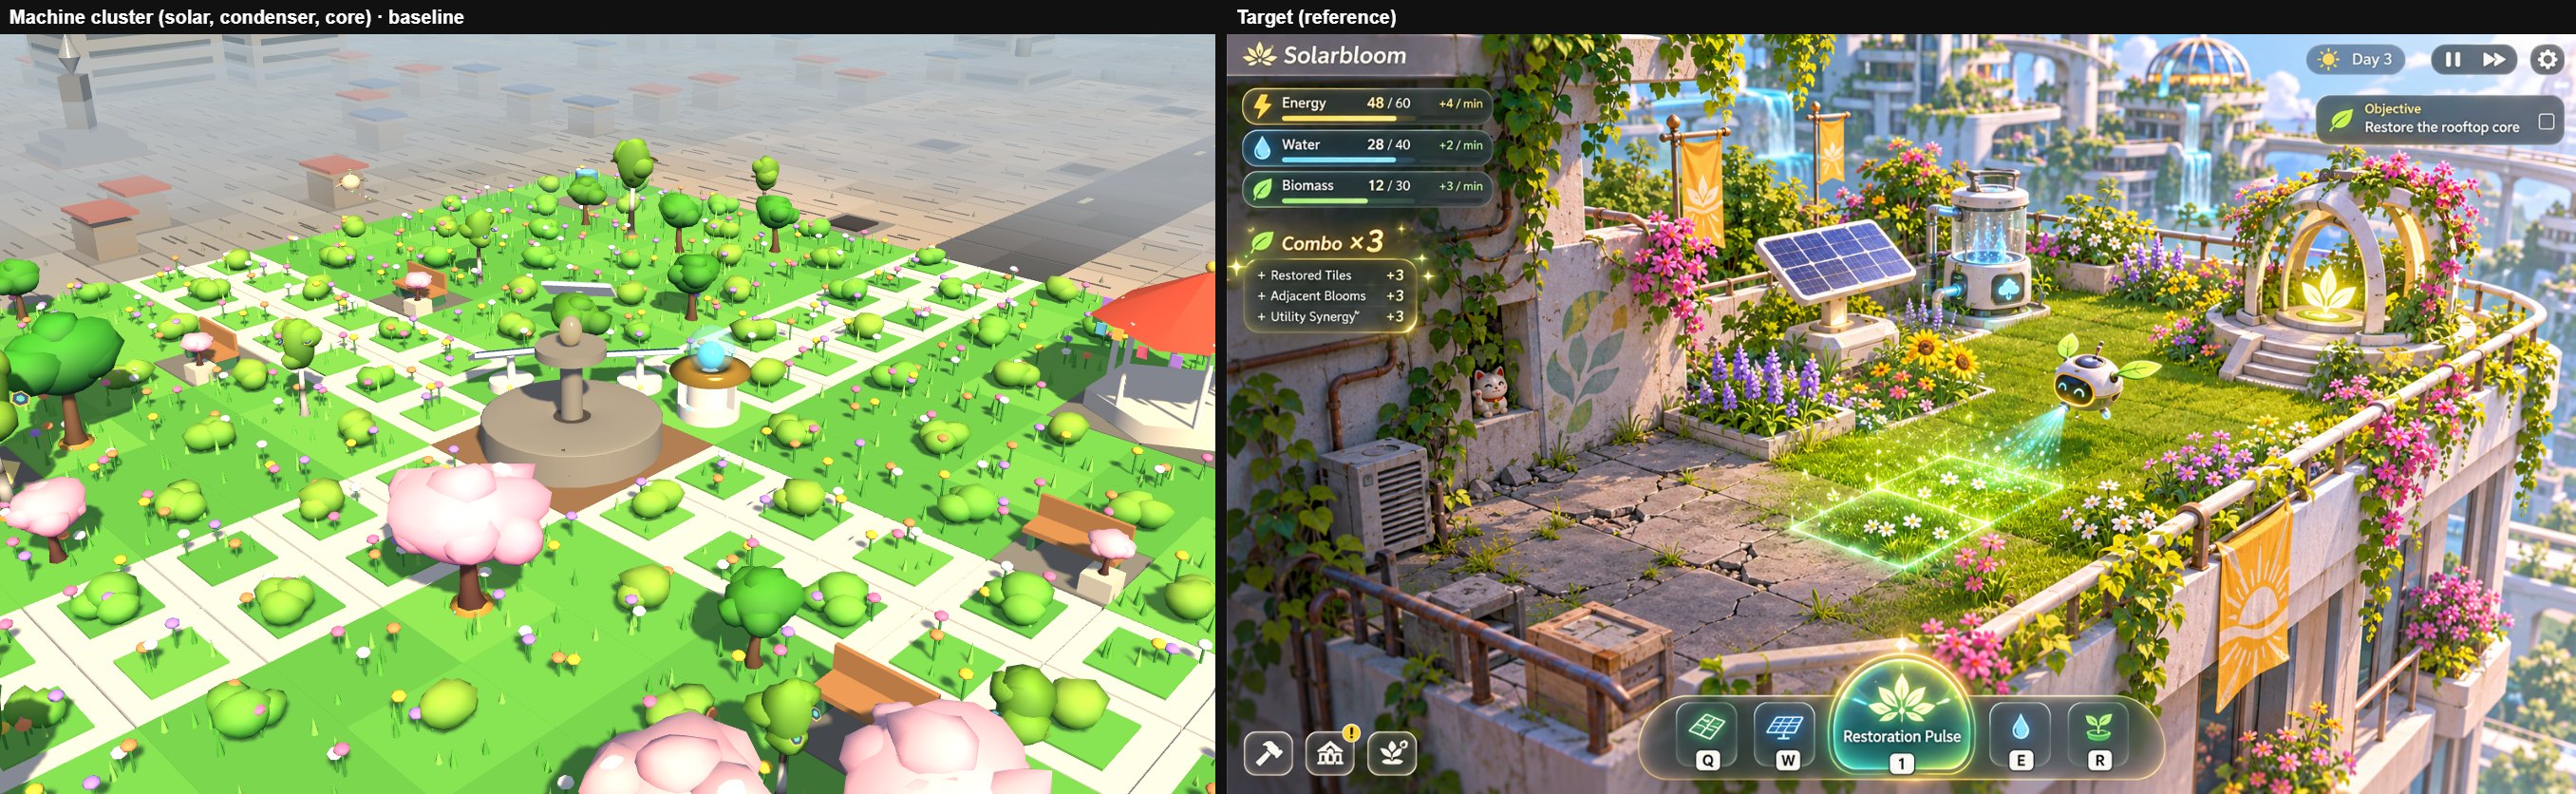 Machine cluster (solar, condenser, core) · baseline
Target (reference)
Solarbloom
Day 3
Energy 48 / 60 +4 / min
Water 28 / 40 +2 / min
Biomass 12 / 30 +3 / min
Objective
Restore the rooftop core
Combo ×3
+ Restored Tiles +3
+ Adjacent Blooms +3
+ Utility Synergy +3
!
Restoration Pulse
Q
W
1
E
R